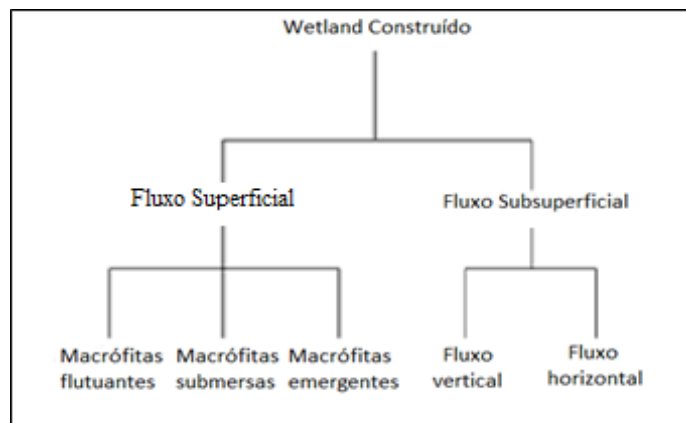 Wetland Construído
Fluxo Superficial
Fluxo Subsuperficial
Macrófitas
flutuantes
Macrófitas
submersas
Macrófitas
emergentes
Fluxo
vertical
Fluxo
horizontal